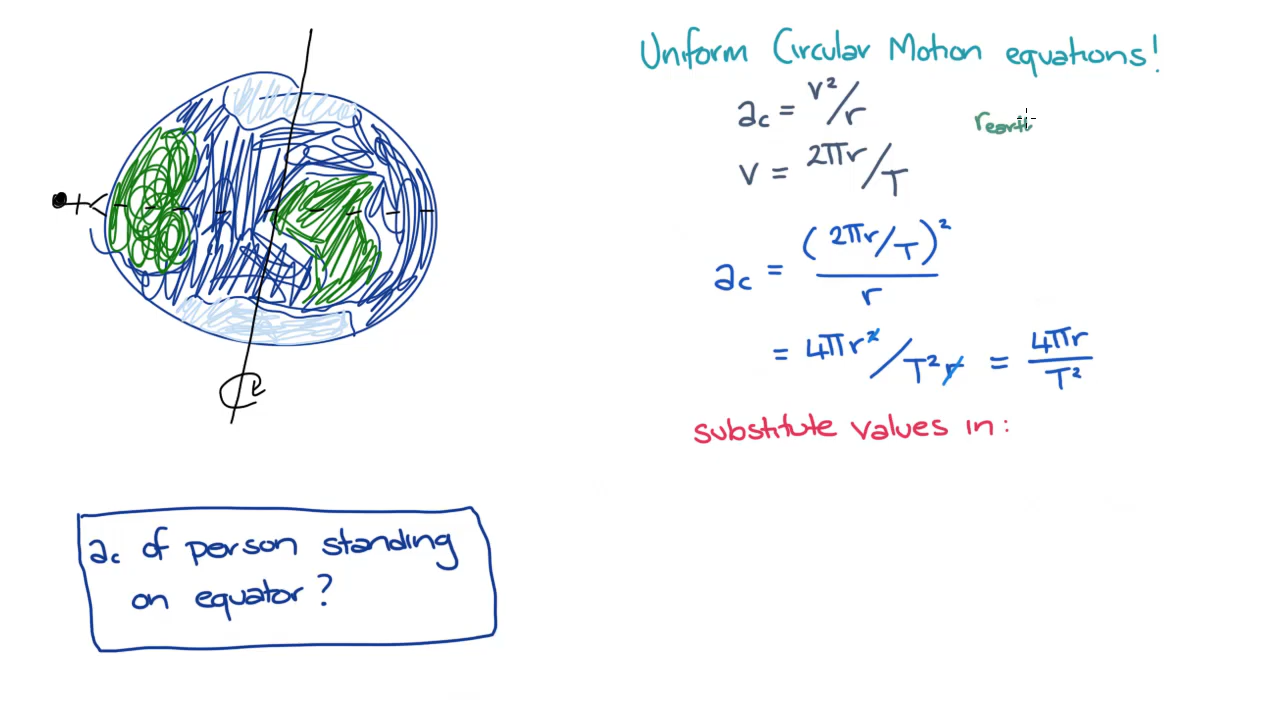 Uniform Circular Motion equations!
ac = v²/r
rearth
v = 2πr/T
ac = (2πr/T)²
r
= 4πr²/T²r = 4πr
T²
substitute values in:
ac of person standing
on equator?